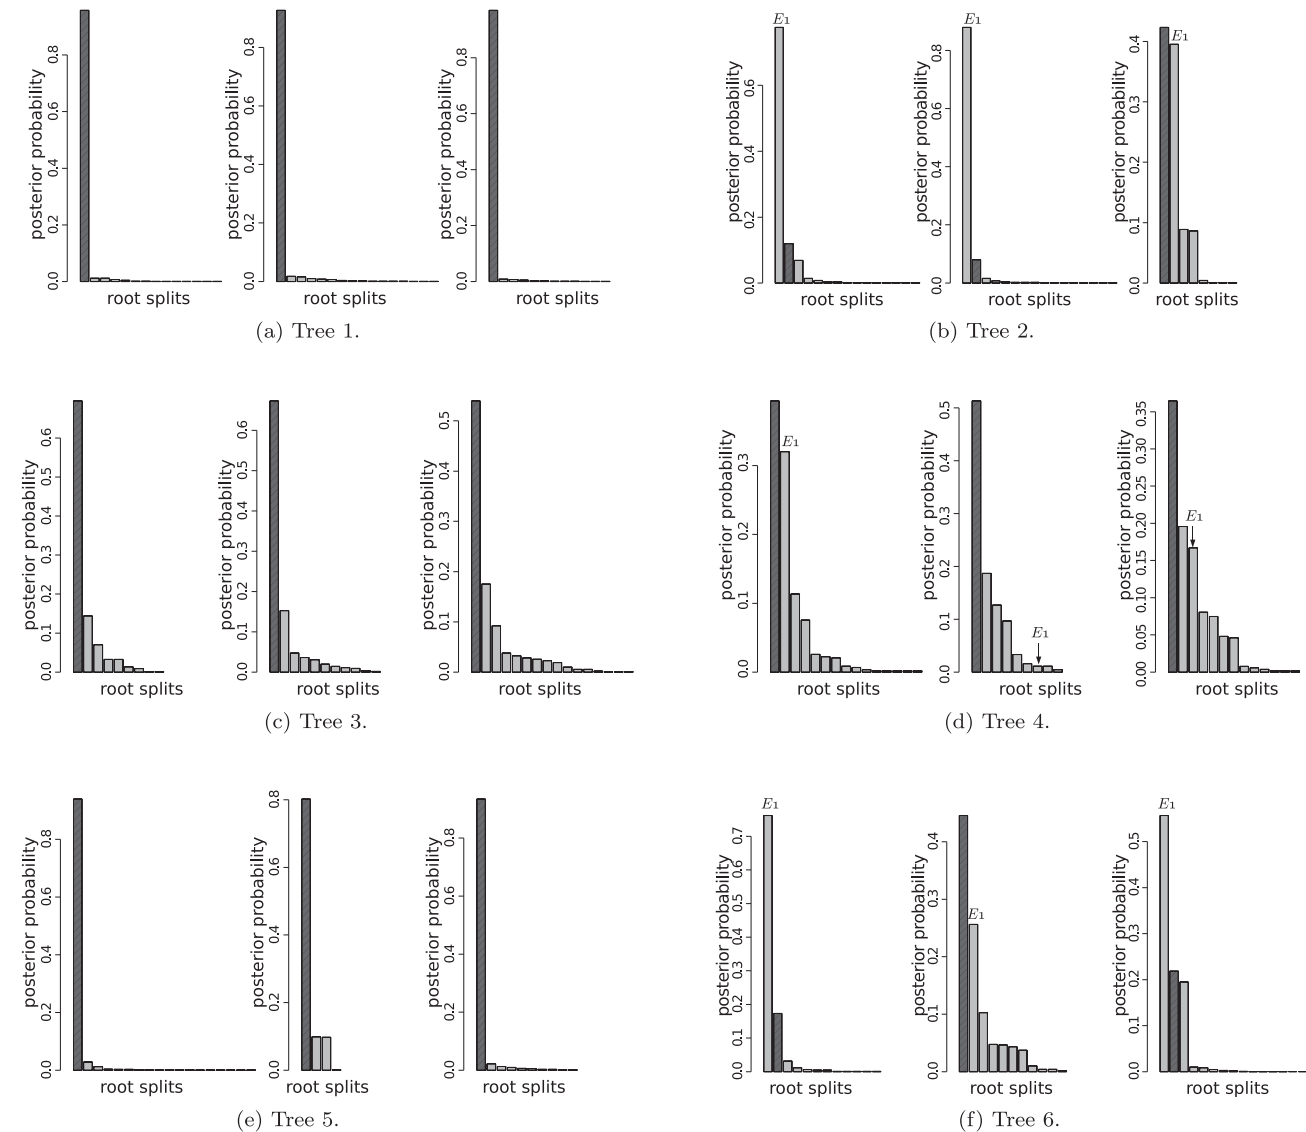 posterior probability
0.0 0.2 0.4 0.6 0.8
root splits
posterior probability
0.0 0.2 0.4 0.6 0.8
root splits
posterior probability
0.0 0.2 0.4 0.6 0.8
root splits
(a) Tree 1.
posterior probability
0.0 0.2 0.4 0.6
E1
root splits
posterior probability
0.0 0.2 0.4 0.6 0.8
E1
root splits
posterior probability
0.0 0.1 0.2 0.3 0.4
E1
root splits
(b) Tree 2.
posterior probability
0.0 0.1 0.2 0.3 0.4 0.5 0.6
root splits
posterior probability
0.0 0.1 0.2 0.3 0.4 0.5 0.6
root splits
posterior probability
0.0 0.1 0.2 0.3 0.4 0.5
root splits
(c) Tree 3.
posterior probability
0.0 0.1 0.2 0.3
E1
root splits
posterior probability
0.0 0.1 0.2 0.3 0.4 0.5
E1
root splits
posterior probability
0.00 0.05 0.10 0.15 0.20 0.25 0.30 0.35
E1
root splits
(d) Tree 4.
posterior probability
0.0 0.2 0.4 0.6 0.8
root splits
posterior probability
0.0 0.2 0.4 0.6 0.8
root splits
posterior probability
0.0 0.2 0.4 0.6 0.8
root splits
(e) Tree 5.
posterior probability
0.0 0.1 0.2 0.3 0.4 0.5 0.6 0.7
E1
root splits
posterior probability
0.0 0.1 0.2 0.3 0.4
E1
root splits
posterior probability
0.0 0.1 0.2 0.3 0.4 0.5
E1
root splits
(f) Tree 6.